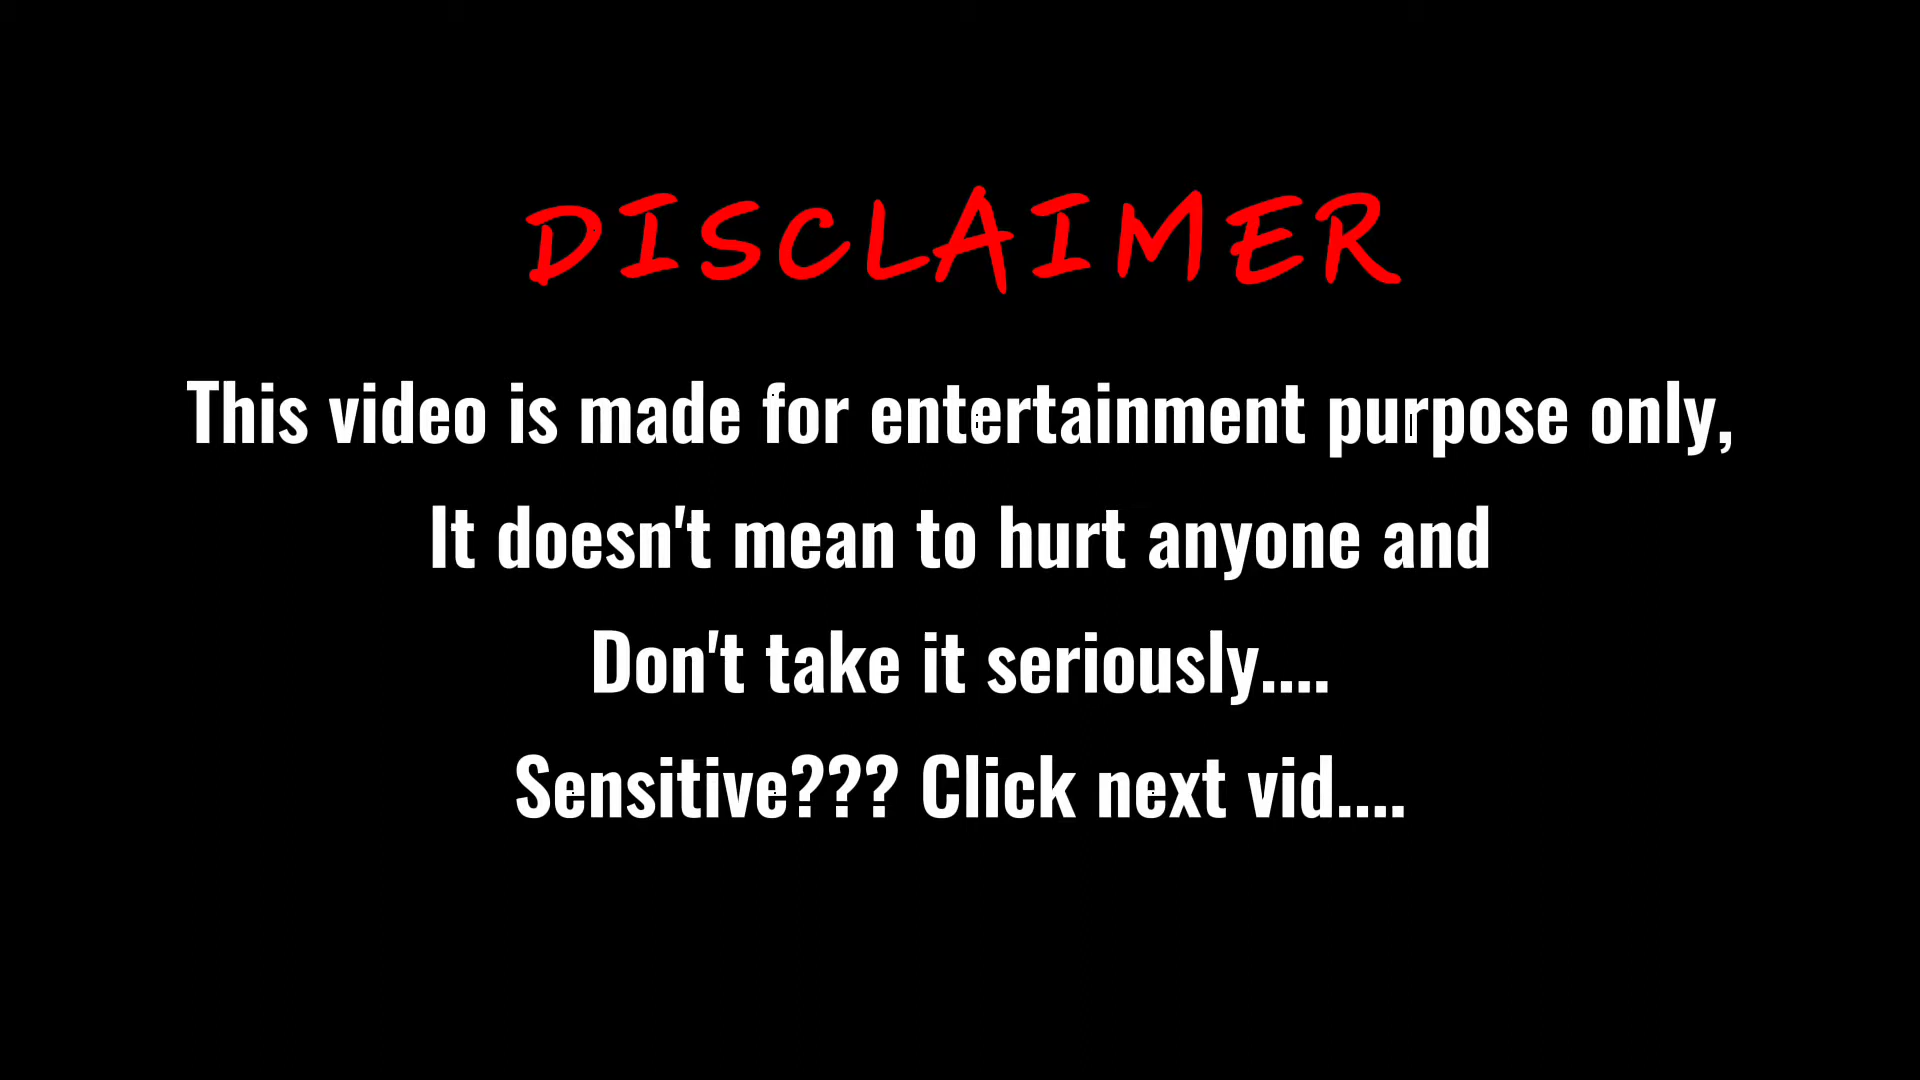 DISCLAIMER
This video is made for entertainment purpose only,
It doesn't mean to hurt anyone and
Don't take it seriously....
Sensitive??? Click next vid....